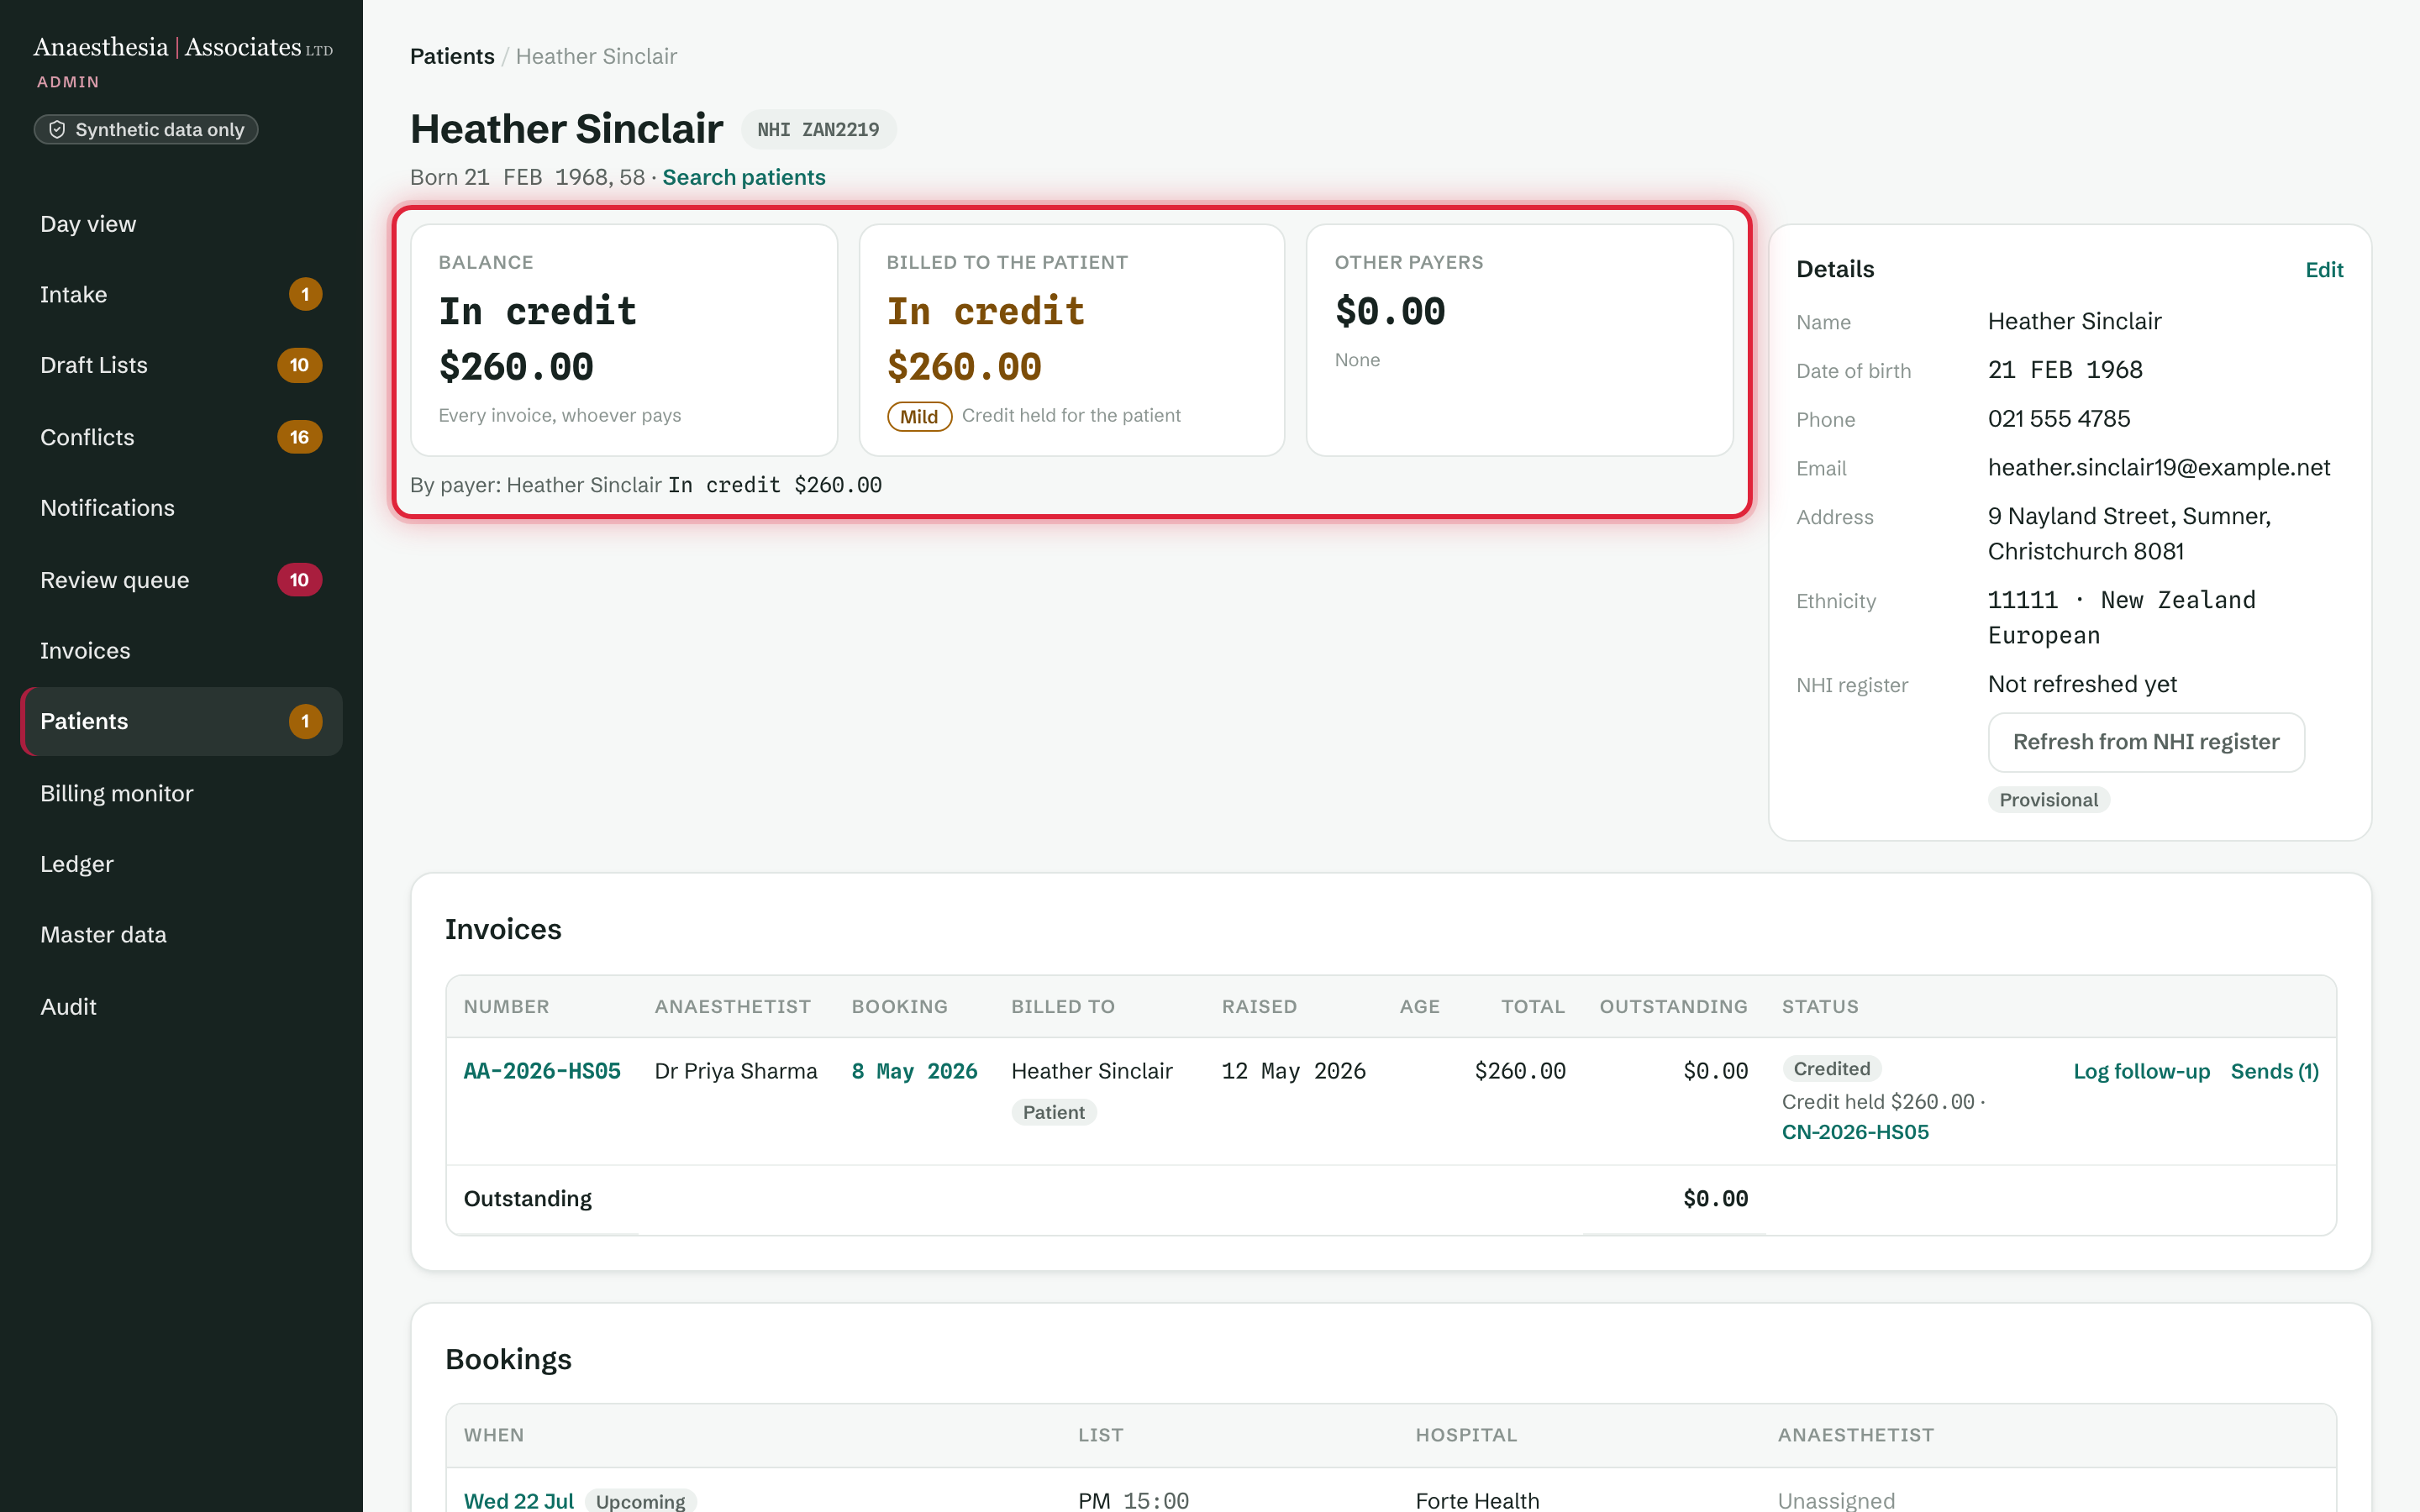 Anaesthesia | Associates LTD
ADMIN
Synthetic data only
Day view
Intake 1
Draft Lists 10
Conflicts 16
Notifications
Review queue 10
Invoices
Patients 1
Billing monitor
Ledger
Master data
Audit
Patients / Heather Sinclair
Heather Sinclair NHI ZAN2219
Born 21 FEB 1968, 58 · Search patients
BALANCE
In credit
$260.00
Every invoice, whoever pays
BILLED TO THE PATIENT
In credit
$260.00
Mild Credit held for the patient
OTHER PAYERS
$0.00
None
By payer: Heather Sinclair In credit $260.00
Details Edit
Name Heather Sinclair
Date of birth 21 FEB 1968
Phone 021 555 4785
Email heather.sinclair19@example.net
Address 9 Nayland Street, Sumner,
Christchurch 8081
Ethnicity 11111 · New Zealand
European
NHI register Not refreshed yet
Refresh from NHI register
Provisional
Invoices
NUMBER ANAESTHETIST BOOKING BILLED TO RAISED AGE TOTAL OUTSTANDING STATUS
AA-2026-HS05 Dr Priya Sharma 8 May 2026 Heather Sinclair 12 May 2026 $260.00 $0.00 Credited Log follow-up Sends (1)
Patient Credit held $260.00 ·
CN-2026-HS05
Outstanding $0.00
Bookings
WHEN LIST HOSPITAL ANAESTHETIST
Wed 22 Jul Upcoming PM 15:00 Forte Health Unassigned